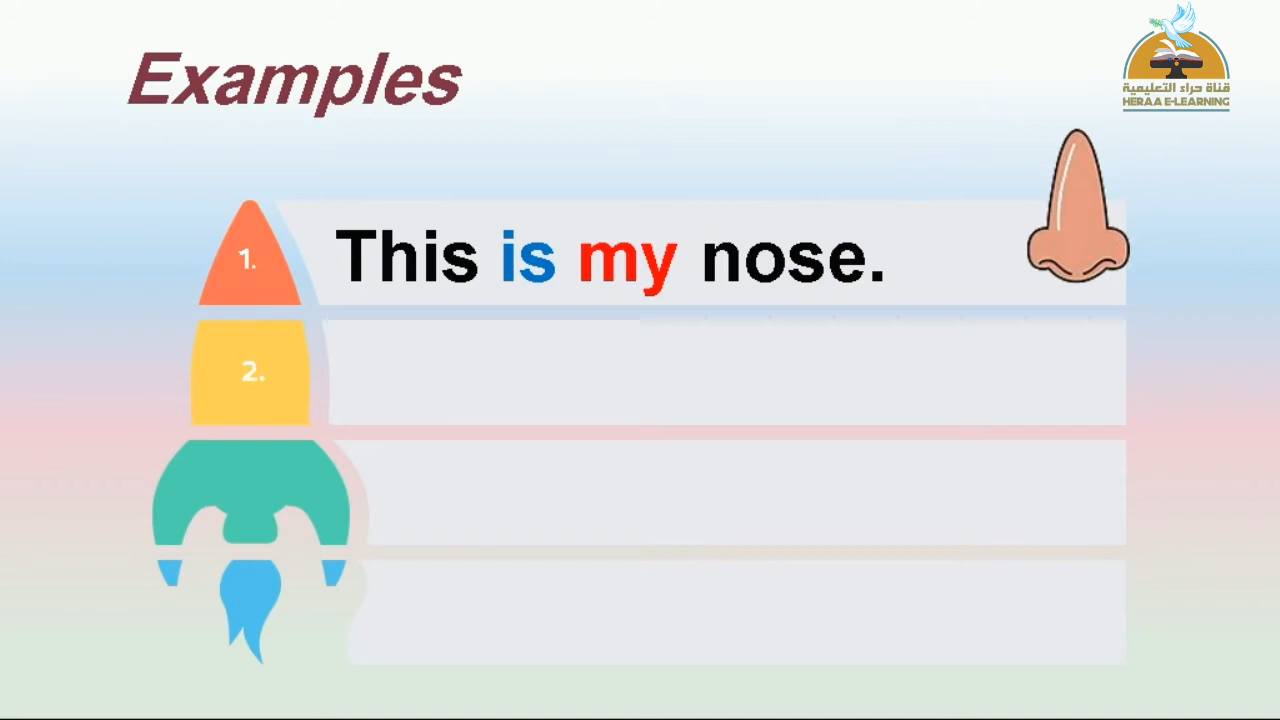 Examples
قناة حراء التعليمية
HERAA E-LEARNING
1. This is my nose.
2.